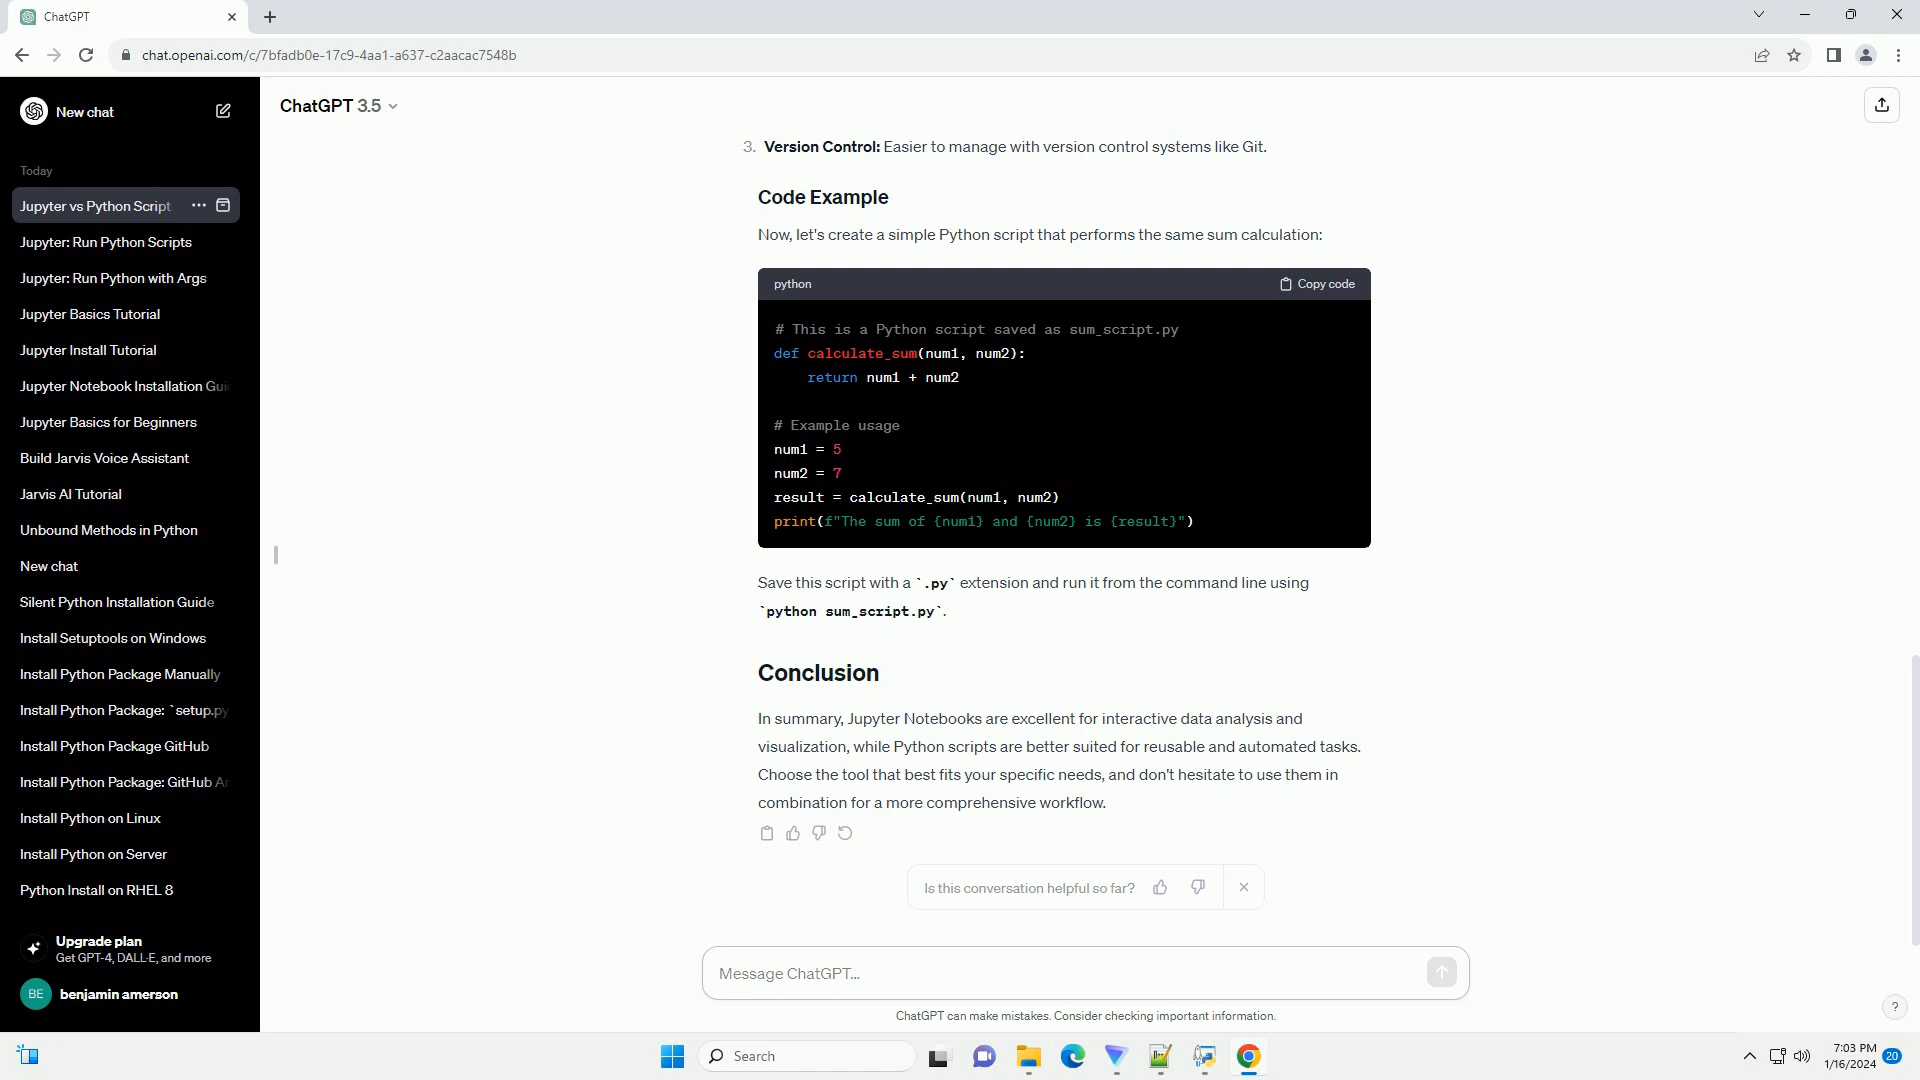 ChatGPT
chat.openai.com/c/7bfadb0e-17c9-4aa1-a637-c2aacac7548b
New chat
Today
Jupyter vs Python Script
Jupyter: Run Python Scripts
Jupyter: Run Python with Args
Jupyter Basics Tutorial
Jupyter Install Tutorial
Jupyter Notebook Installation Gui
Jupyter Basics for Beginners
Build Jarvis Voice Assistant
Jarvis AI Tutorial
Unbound Methods in Python
New chat
Silent Python Installation Guide
Install Setuptools on Windows
Install Python Package Manually
Install Python Package: `setup.py
Install Python Package GitHub
Install Python Package: GitHub Ar
Install Python on Linux
Install Python on Server
Python Install on RHEL 8
Upgrade plan
Get GPT-4, DALL·E, and more
BE benjamin amerson
ChatGPT 3.5
3. Version Control: Easier to manage with version control systems like Git.
Code Example
Now, let's create a simple Python script that performs the same sum calculation:
python Copy code
# This is a Python script saved as sum_script.py
def calculate_sum(num1, num2):
return num1 + num2
# Example usage
num1 = 5
num2 = 7
result = calculate_sum(num1, num2)
print(f"The sum of {num1} and {num2} is {result}")
Save this script with a `.py` extension and run it from the command line using
`python sum_script.py`.
Conclusion
In summary, Jupyter Notebooks are excellent for interactive data analysis and
visualization, while Python scripts are better suited for reusable and automated tasks.
Choose the tool that best fits your specific needs, and don't hesitate to use them in
combination for a more comprehensive workflow.
Is this conversation helpful so far?
Message ChatGPT...
ChatGPT can make mistakes. Consider checking important information.
?
Search
7:03 PM
1/16/2024
20